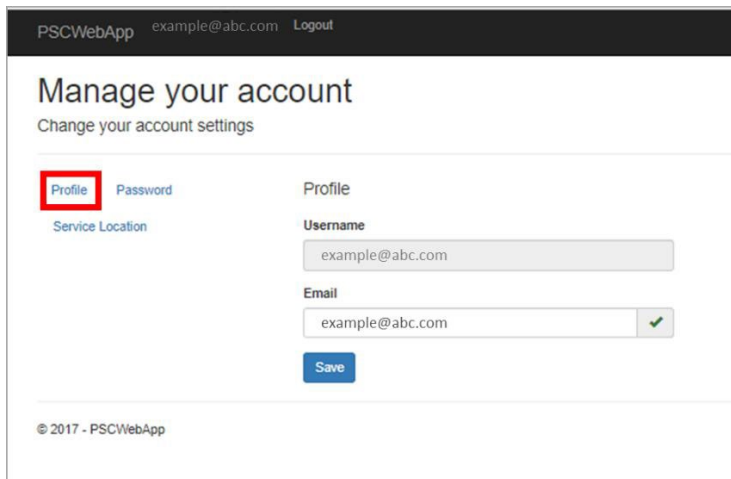 PSCWebApp example@abc.com Logout
Manage your account
Change your account settings
Profile Password
Service Location
Profile
Username
example@abc.com
Email
example@abc.com
Save
© 2017 - PSCWebApp